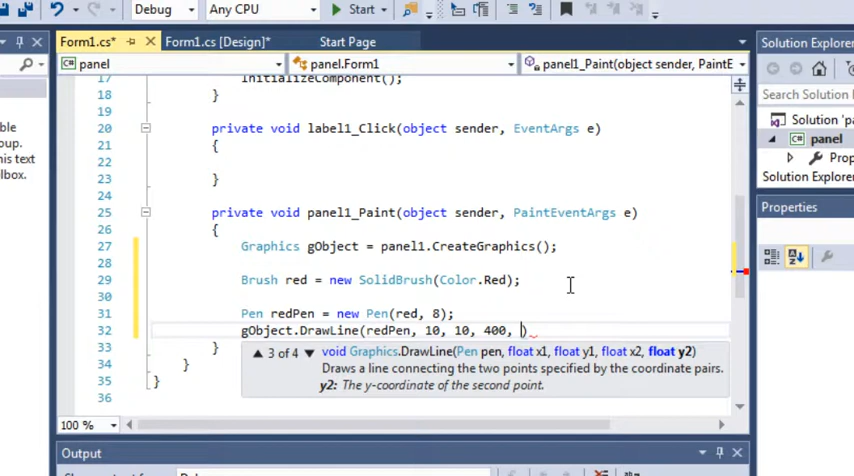 Debug Any CPU Start
Form1.cs* Form1.cs [Design]* Start Page
panel panel.Form1 panel1_Paint(object sender, PaintE
Solution Explorer
Search Solution
Solution 'pa
panel
Prop
Solution Explorer
Properties
ble
oup.
his text
olbox.
17 InitializeComponent();
18 }
19
20 private void label1_Click(object sender, EventArgs e)
21 {
22
23 }
24
25 private void panel1_Paint(object sender, PaintEventArgs e)
26 {
27 Graphics gObject = panel1.CreateGraphics();
28
29 Brush red = new SolidBrush(Color.Red);
30
31 Pen redPen = new Pen(red, 8);
32 gObject.DrawLine(redPen, 10, 10, 400, )
33 }
34 }
35 }
36
3 of 4 void Graphics.DrawLine(Pen pen, float x1, float y1, float x2, float y2)
Draws a line connecting the two points specified by the coordinate pairs.
y2: The y-coordinate of the second point.
100 %
Output